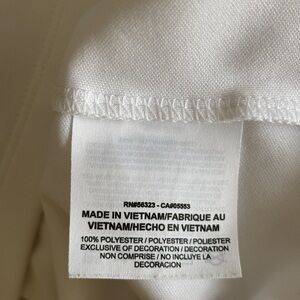 RN#56323 - CA#05553
MADE IN VIETNAM/FABRIQUE AU
VIETNAM/HECHO EN VIETNAM
100% POLYESTER / POLYESTER / POLIESTER
EXCLUSIVE OF DECORATION / DECORATION
NON COMPRISE / NO INCLUYE LA
DECORACION